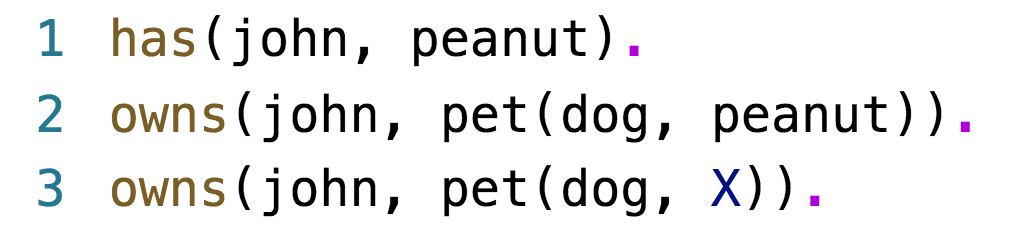 1 has(john, peanut).
2 owns(john, pet(dog, peanut)).
3 owns(john, pet(dog, X)).